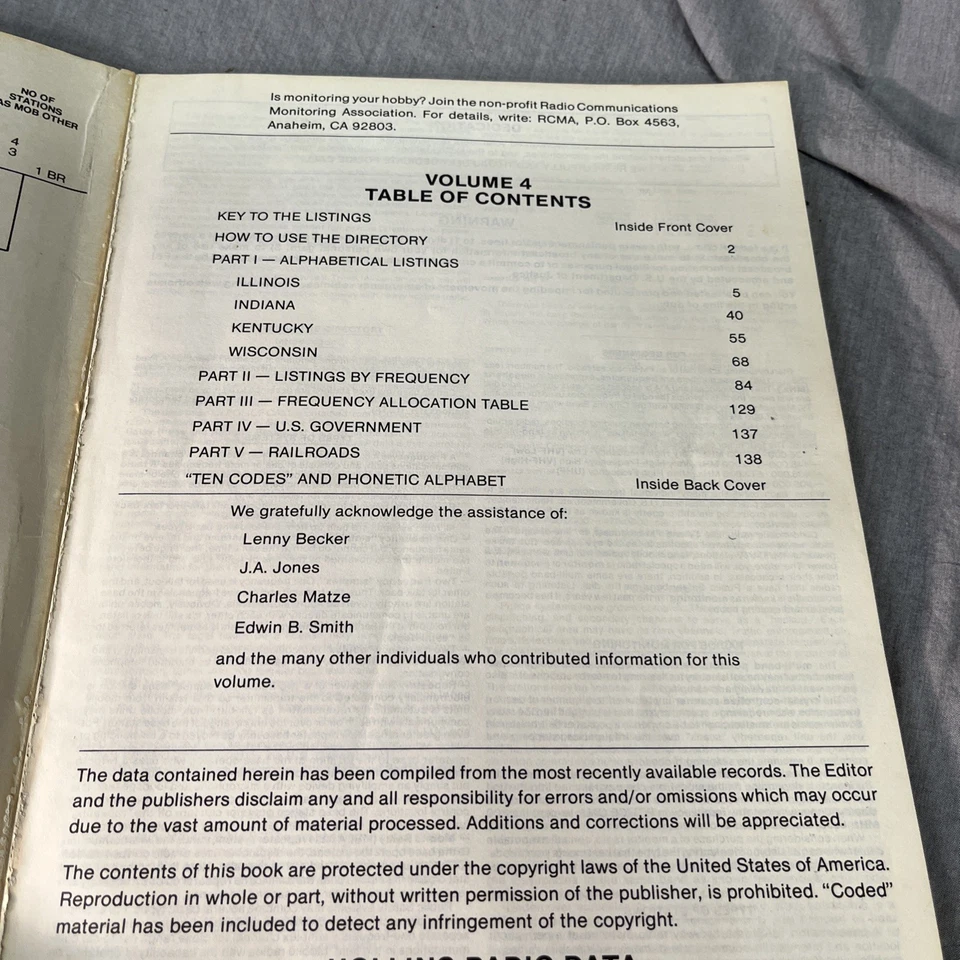 NO OF
STATIONS
AS MOB OTHER
4
3
1 BR
Is monitoring your hobby? Join the non-profit Radio Communications
Monitoring Association. For details, write: RCMA, P.O. Box 4563,
Anaheim, CA 92803.
VOLUME 4
TABLE OF CONTENTS
KEY TO THE LISTINGS Inside Front Cover
HOW TO USE THE DIRECTORY 2
PART I — ALPHABETICAL LISTINGS
ILLINOIS 5
INDIANA 40
KENTUCKY 55
WISCONSIN 68
PART II — LISTINGS BY FREQUENCY 84
PART III — FREQUENCY ALLOCATION TABLE 129
PART IV — U.S. GOVERNMENT 137
PART V — RAILROADS 138
“TEN CODES” AND PHONETIC ALPHABET Inside Back Cover
We gratefully acknowledge the assistance of:
Lenny Becker
J.A. Jones
Charles Matze
Edwin B. Smith
and the many other individuals who contributed information for this
volume.
The data contained herein has been compiled from the most recently available records. The Editor
and the publishers disclaim any and all responsibility for errors and/or omissions which may occur
due to the vast amount of material processed. Additions and corrections will be appreciated.
The contents of this book are protected under the copyright laws of the United States of America.
Reproduction in whole or part, without written permission of the publisher, is prohibited. “Coded”
material has been included to detect any infringement of the copyright.
RADIO DATA